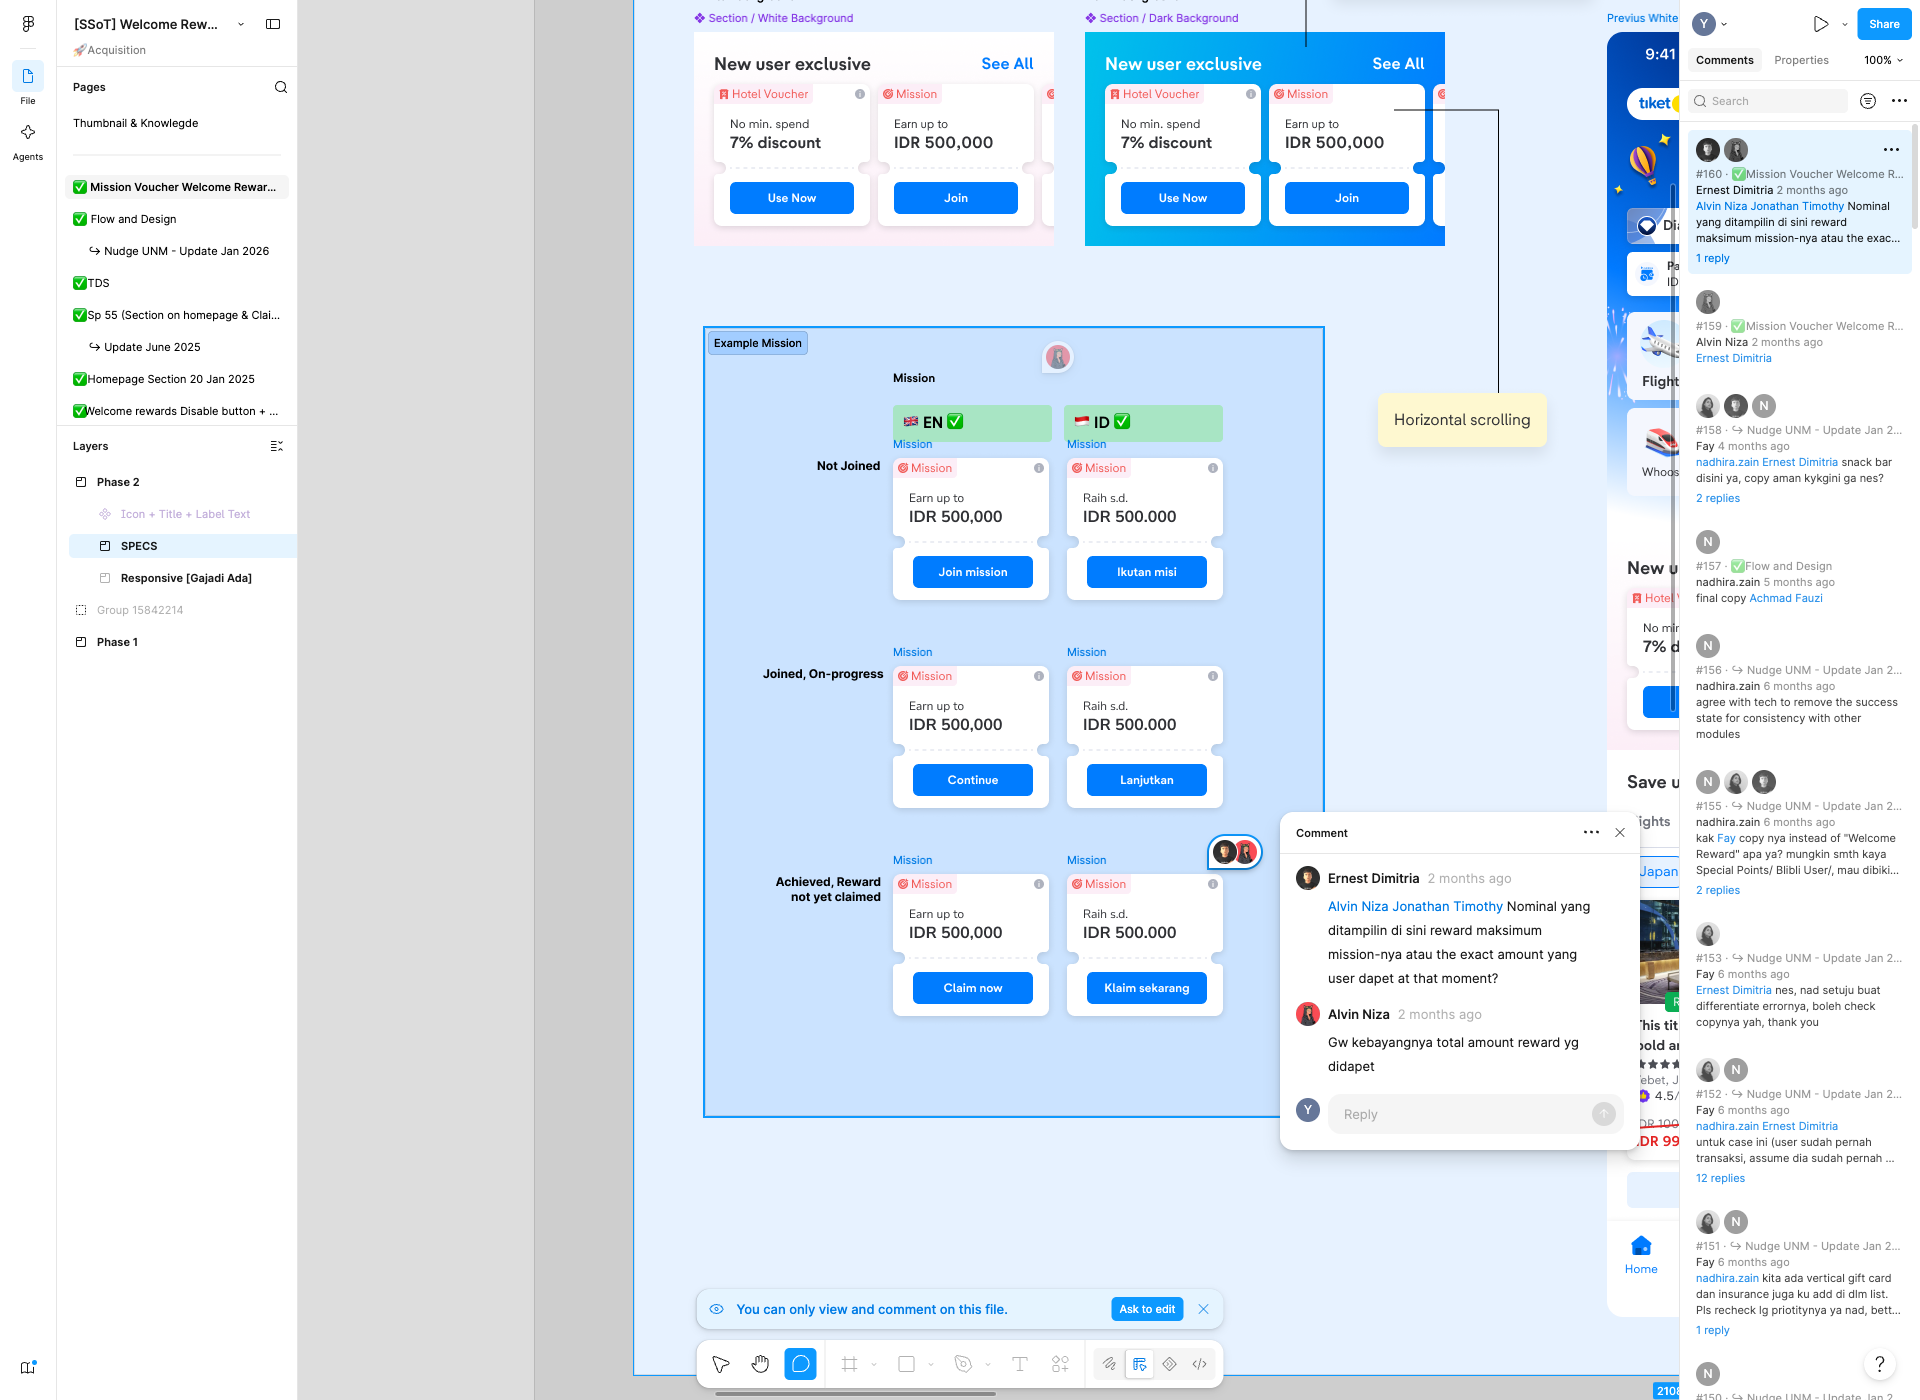 [SSoT] Welcome Rew...
🚀Acquisition
File
Agents
Pages
Thumbnail & Knowlegde
✅ Mission Voucher Welcome Rewar...
✅ Flow and Design
↪ Nudge UNM - Update Jan 2026
✅TDS
✅Sp 55 (Section on homepage & Clai...
↪ Update June 2025
✅Homepage Section 20 Jan 2025
✅Welcome rewards Disable button + ...
Layers
Phase 2
Icon + Title + Label Text
SPECS
Responsive [Gajadi Ada]
Group 15842214
Phase 1
Section / White Background
New user exclusive
See All
Hotel Voucher
No min. spend
7% discount
Use Now
Mission
Earn up to
IDR 500,000
Join
Section / Dark Background
New user exclusive
See All
Hotel Voucher
No min. spend
7% discount
Use Now
Mission
Earn up to
IDR 500,000
Join
Horizontal scrolling
Example Mission
Mission
🇬🇧 EN ✅
🇮🇩 ID ✅
Mission
Mission
Not Joined
Mission
Earn up to
IDR 500,000
Join mission
Mission
Raih s.d.
IDR 500.000
Ikutan misi
Mission
Mission
Joined, On-progress
Mission
Earn up to
IDR 500,000
Continue
Mission
Raih s.d.
IDR 500.000
Lanjutkan
Mission
Mission
Achieved, Reward
not yet claimed
Mission
Earn up to
IDR 500,000
Claim now
Mission
Raih s.d.
IDR 500.000
Klaim sekarang
Comment
Ernest Dimitria 2 months ago
Alvin Niza Jonathan Timothy Nominal yang
ditampilin di sini reward maksimum
mission-nya atau the exact amount yang
user dapet at that moment?
Alvin Niza 2 months ago
Gw kebayangnya total amount reward yg
didapet
Y
Reply
You can only view and comment on this file.
Ask to edit
Previus White
9:41
tiket
Flight
New u
Hotel
No min
7% d
Save u
ights
Japan
This tit
4.5/
IDR 99
Home
Y
Share
Comments
Properties
100%
Search
#160 · ✅Mission Voucher Welcome R...
Ernest Dimitria 2 months ago
Alvin Niza Jonathan Timothy Nominal
yang ditampilin di sini reward
maksimum mission-nya atau the exac...
1 reply
#159 · ✅Mission Voucher Welcome R...
Alvin Niza 2 months ago
Ernest Dimitria
N
#158 · ↪ Nudge UNM - Update Jan 2...
Fay 4 months ago
nadhira.zain Ernest Dimitria snack bar
disini ya, copy aman kykgini ga nes?
2 replies
N
#157 · ✅Flow and Design
nadhira.zain 5 months ago
final copy Achmad Fauzi
N
#156 · ↪ Nudge UNM - Update Jan 2...
nadhira.zain 6 months ago
agree with tech to remove the success
state for consistency with other
modules
N
#155 · ↪ Nudge UNM - Update Jan 2...
nadhira.zain 6 months ago
kak Fay copy nya instead of "Welcome
Reward" apa ya? mungkin smth kaya
Special Points/ Blibli User/, mau dibiki...
2 replies
#153 · ↪ Nudge UNM - Update Jan 2...
Fay 6 months ago
Ernest Dimitria nes, nad setuju buat
differentiate errornya, boleh check
copynya yah, thank you
N
#152 · ↪ Nudge UNM - Update Jan 2...
Fay 6 months ago
nadhira.zain Ernest Dimitria
untuk case ini (user sudah pernah
transaksi, assume dia sudah pernah ...
12 replies
N
#151 · ↪ Nudge UNM - Update Jan 2...
Fay 6 months ago
nadhira.zain kita ada vertical gift card
dan insurance juga ku add di dlm list.
Pls recheck lg priotitynya ya nad, bett...
1 reply
N
#150 · ↪ Nudge UNM - Update Jan 2...
?